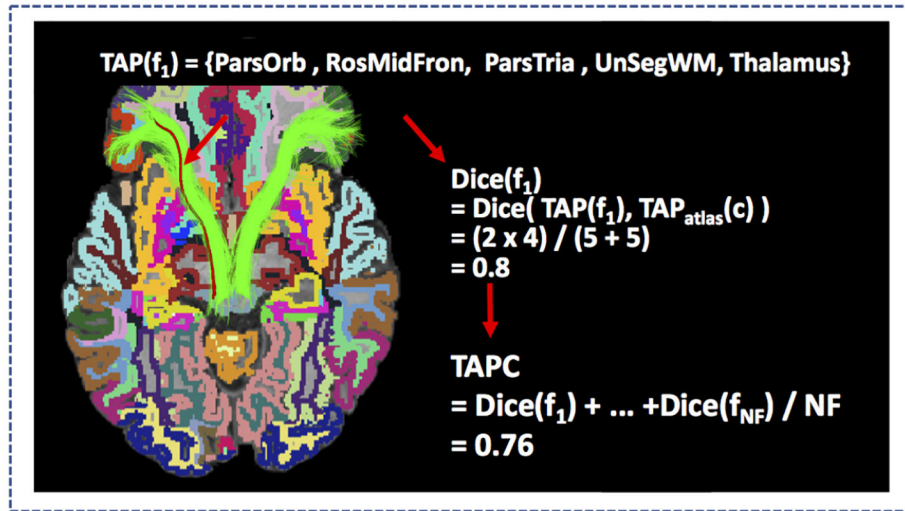 TAP(f₁) = {ParsOrb , RosMidFron, ParsTria , UnSegWM, Thalamus}
Dice(f₁)
= Dice( TAP(f₁), TAPₐₜₗₐₛ(c) )
= (2 x 4) / (5 + 5)
= 0.8
TAPC
= Dice(f₁) + ... +Dice(f_NF) / NF
= 0.76